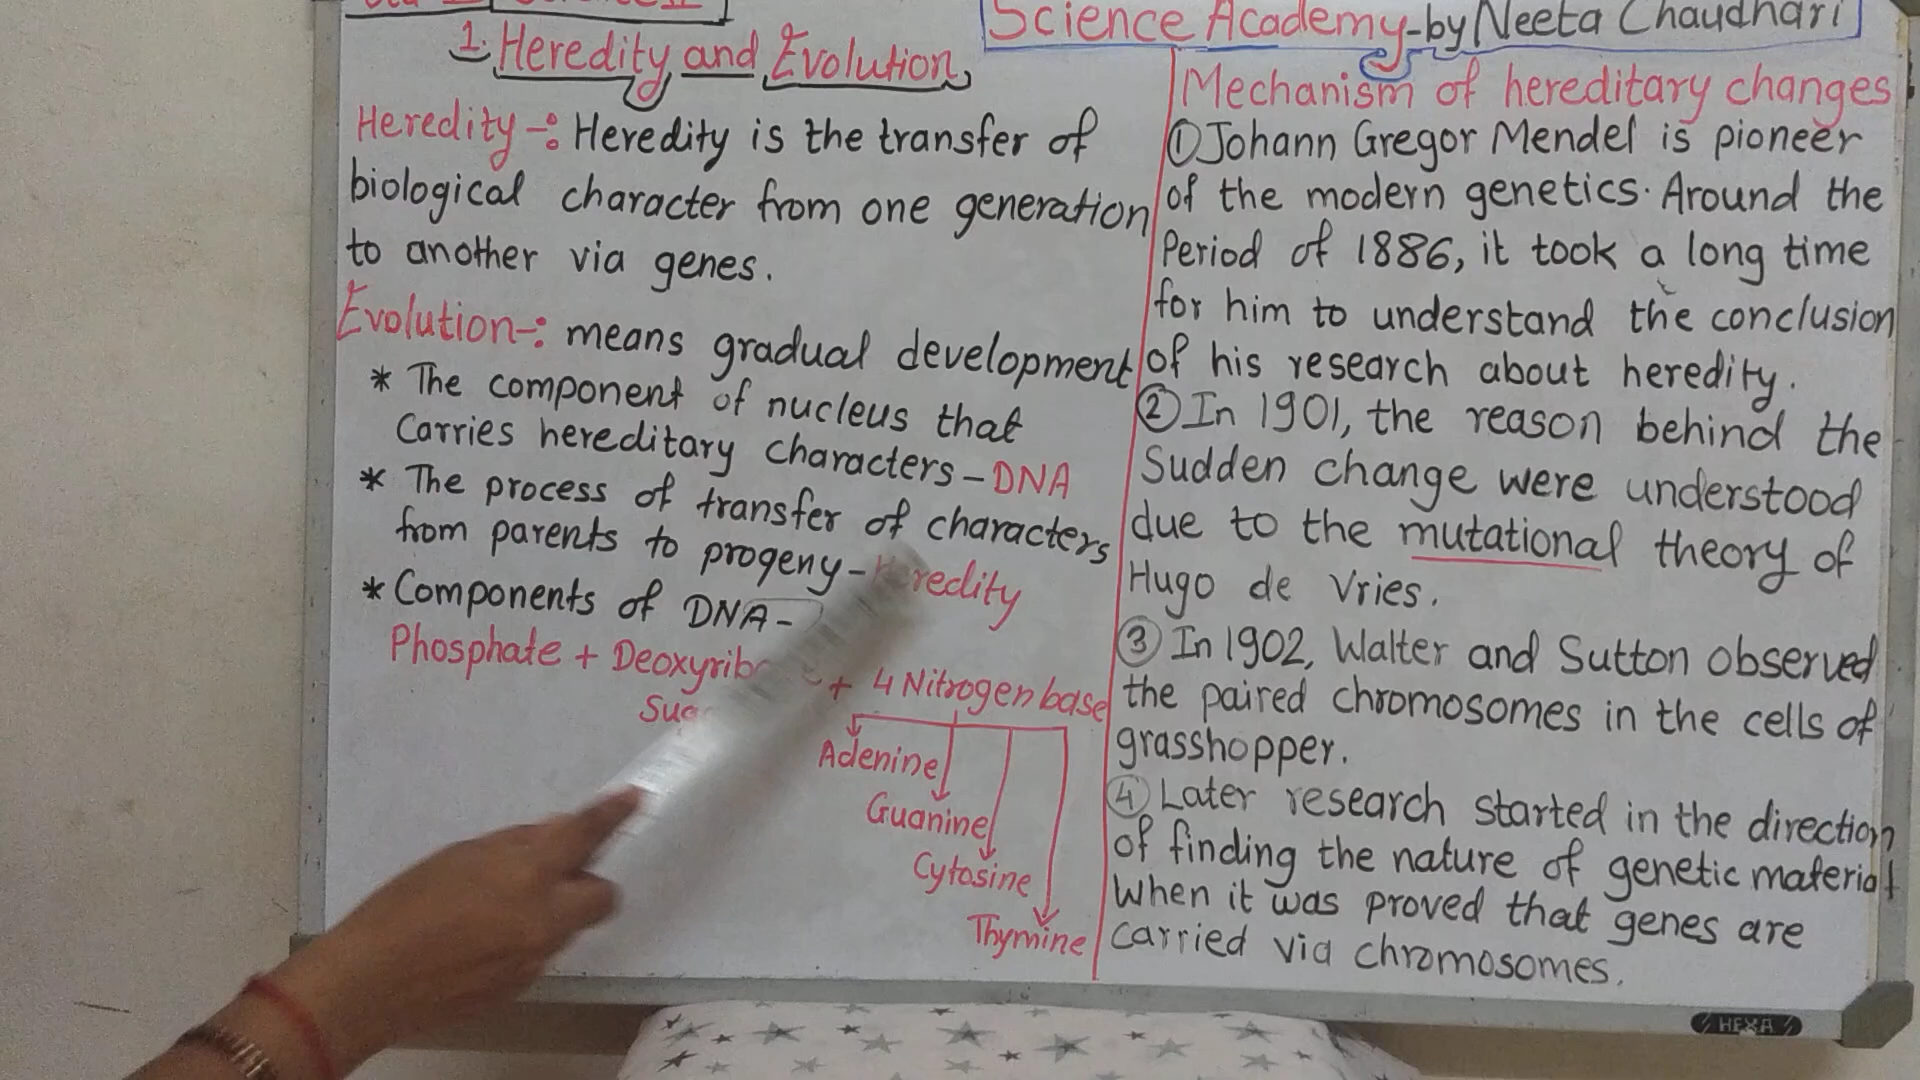 Science Academy-by Neeta Chaudhari
1. Heredity and Evolution
Heredity-: Heredity is the transfer of
biological character from one generation
to another via genes.
Evolution-: means gradual development
* The component of nucleus that
carries hereditary characters - DNA
* The process of transfer of characters
from parents to progeny - Heredity
* Components of DNA -
Phosphate + + 4 Nitrogen base
Adenine
Guanine
Cytosine
Thymine
Mechanism of hereditary changes
① Johann Gregor Mendel is pioneer
of the modern genetics. Around the
Period of 1886, it took a long time
for him to understand the conclusion
of his research about heredity.
② In 1901, the reason behind the
Sudden change were understood
due to the mutational theory of
Hugo de Vries.
③ In 1902, Walter and Sutton observed
the paired chromosomes in the cells of
grasshopper.
④ Later research started in the direction
of finding the nature of genetic material
when it was proved that genes are
carried via chromosomes.
HEXA